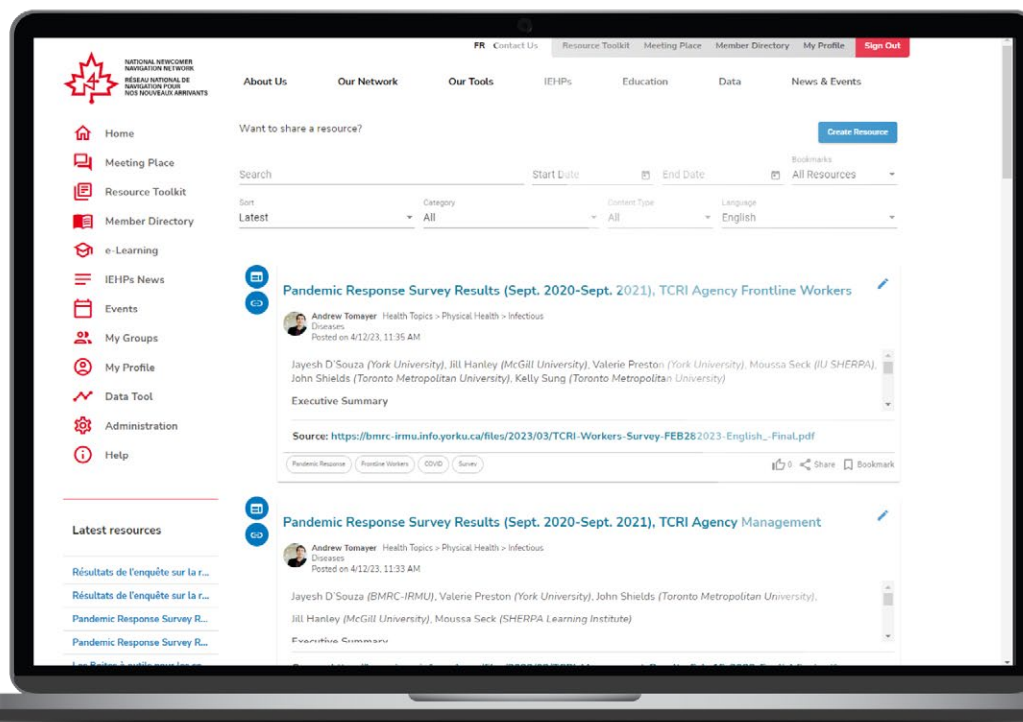 FR Contact Us Resource Toolkit Meeting Place Member Directory My Profile Sign Out
NATIONAL NEWCOMER
NAVIGATION NETWORK
RÉSEAU NATIONAL DE
NAVIGATION POUR
NOS NOUVEAUX ARRIVANTS
N4
About Us Our Network Our Tools IEHPs Education Data News & Events
Home
Meeting Place
Resource Toolkit
Member Directory
e-Learning
IEHPs News
Events
My Groups
My Profile
Data Tool
Administration
Help
Latest resources
Résultats de l'enquête sur la r...
Résultats de l'enquête sur la r...
Pandemic Response Survey R...
Pandemic Response Survey R...
Want to share a resource?
Create Resource
Bookmarks
Search Start Date End Date All Resources
Sort Category Content Type Language
Latest All All English
Pandemic Response Survey Results (Sept. 2020-Sept. 2021), TCRI Agency Frontline Workers
Andrew Tomayer Health Topics > Physical Health > Infectious
Diseases
Posted on 4/12/23, 11:35 AM
Jayesh D'Souza (York University), Jill Hanley (McGill University), Valerie Preston (York University), Moussa Seck (IU SHERPA),
John Shields (Toronto Metropolitan University), Kelly Sung (Toronto Metropolitan University)
Executive Summary
Source: https://bmrc-irmu.info.yorku.ca/files/2023/03/TCRI-Workers-Survey-FEB282023-English_-Final.pdf
Pandemic Response Frontline Workers COVID Survey 0 Share Bookmark
Pandemic Response Survey Results (Sept. 2020-Sept. 2021), TCRI Agency Management
Andrew Tomayer Health Topics > Physical Health > Infectious
Diseases
Posted on 4/12/23, 11:33 AM
Jayesh D'Souza (BMRC-IRMU), Valerie Preston (York University), John Shields (Toronto Metropolitan University),
Jill Hanley (McGill University), Moussa Seck (SHERPA Learning Institute)
Executive Summary